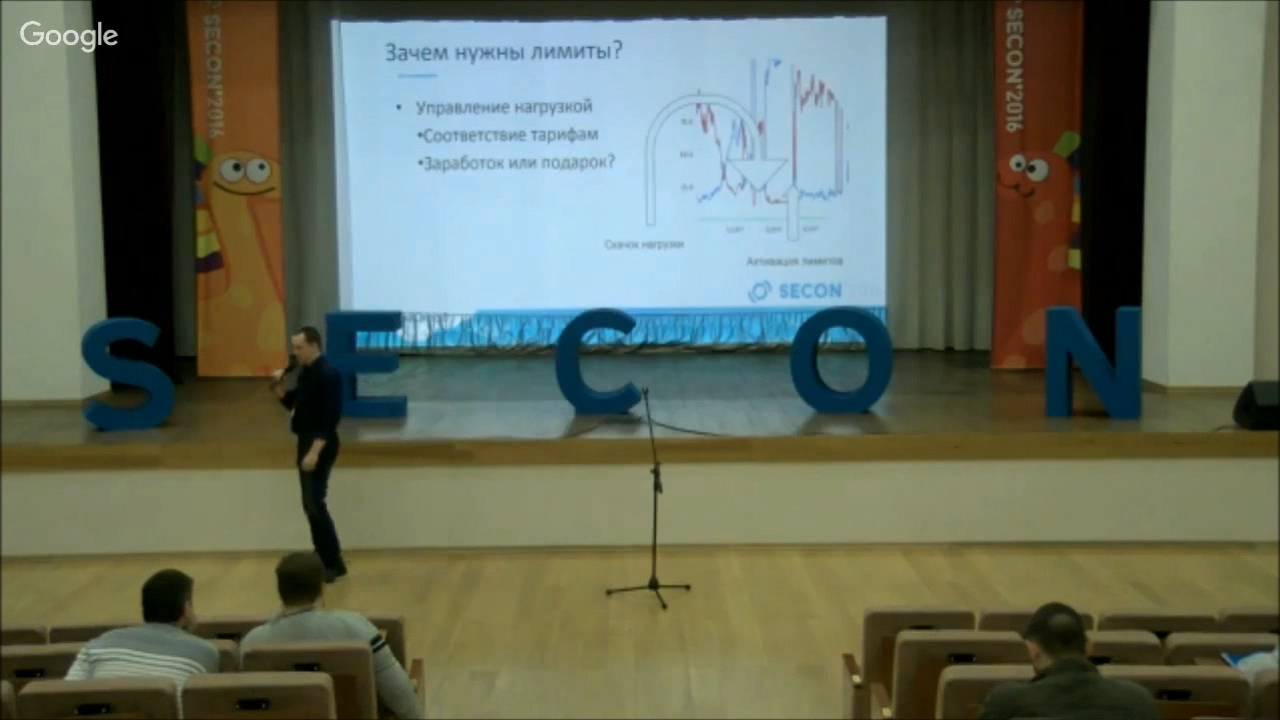 Google
SECON'2016
SECON'2016
Зачем нужны лимиты?
• Управление нагрузкой
•Соответствие тарифам
•Заработок или подарок?
Скачок нагрузки
Активация лимитов
SECON
S E C O N